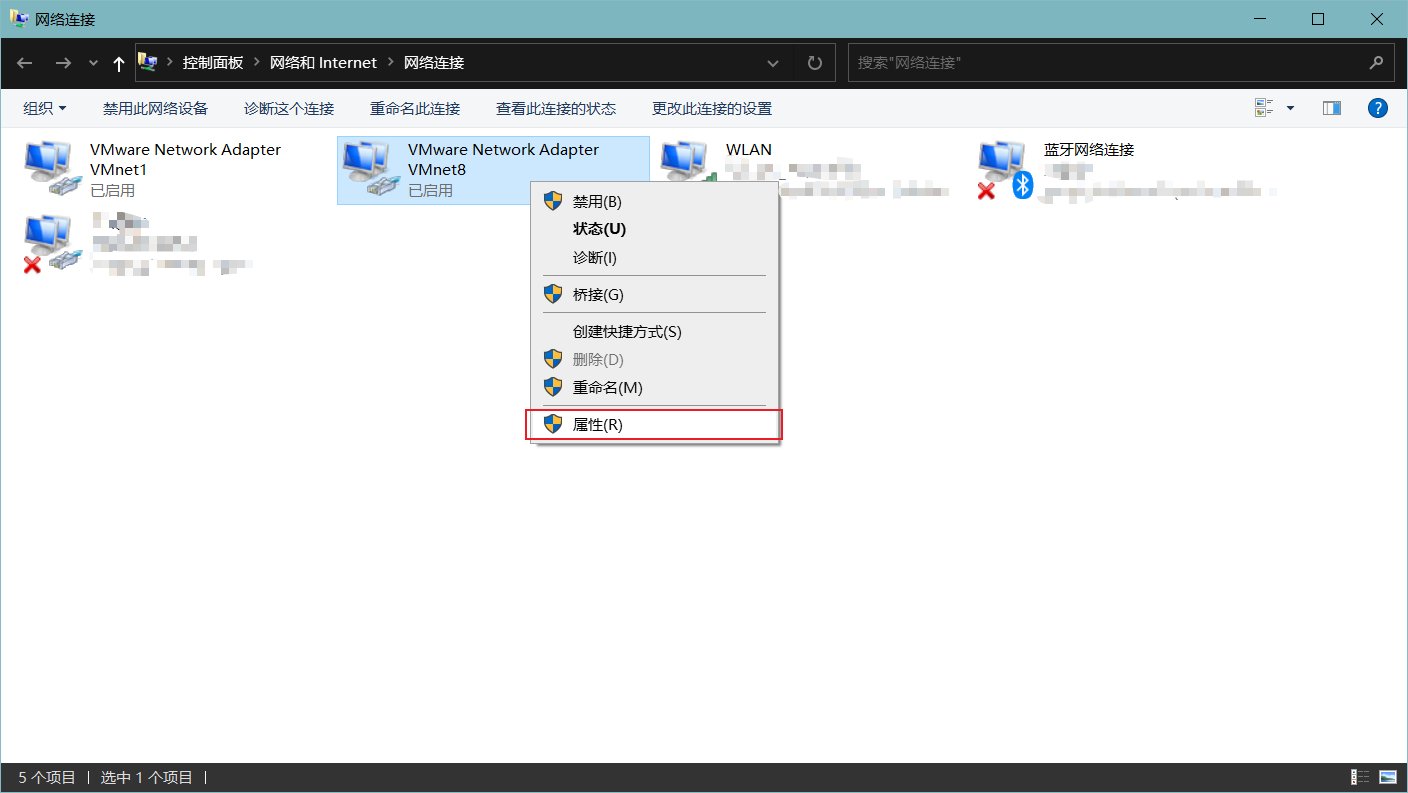 网络连接
控制面板 网络和 Internet 网络连接
搜索"网络连接"
组织 禁用此网络设备 诊断这个连接 重命名此连接 查看此连接的状态 更改此连接的设置
VMware Network Adapter
VMnet1
已启用
VMware Network Adapter
VMnet8
已启用
WLAN
蓝牙网络连接
禁用(B)
状态(U)
诊断(I)
桥接(G)
创建快捷方式(S)
删除(D)
重命名(M)
属性(R)
5 个项目 选中 1 个项目